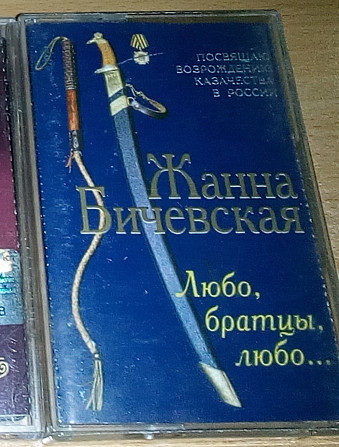 ПОСВЯЩАЮ
ВОЗРОЖДЕНИЮ
КАЗАЧЕСТВА
В РОССИИ
Жанна
Бичевская
Любо,
братцы,
любо...